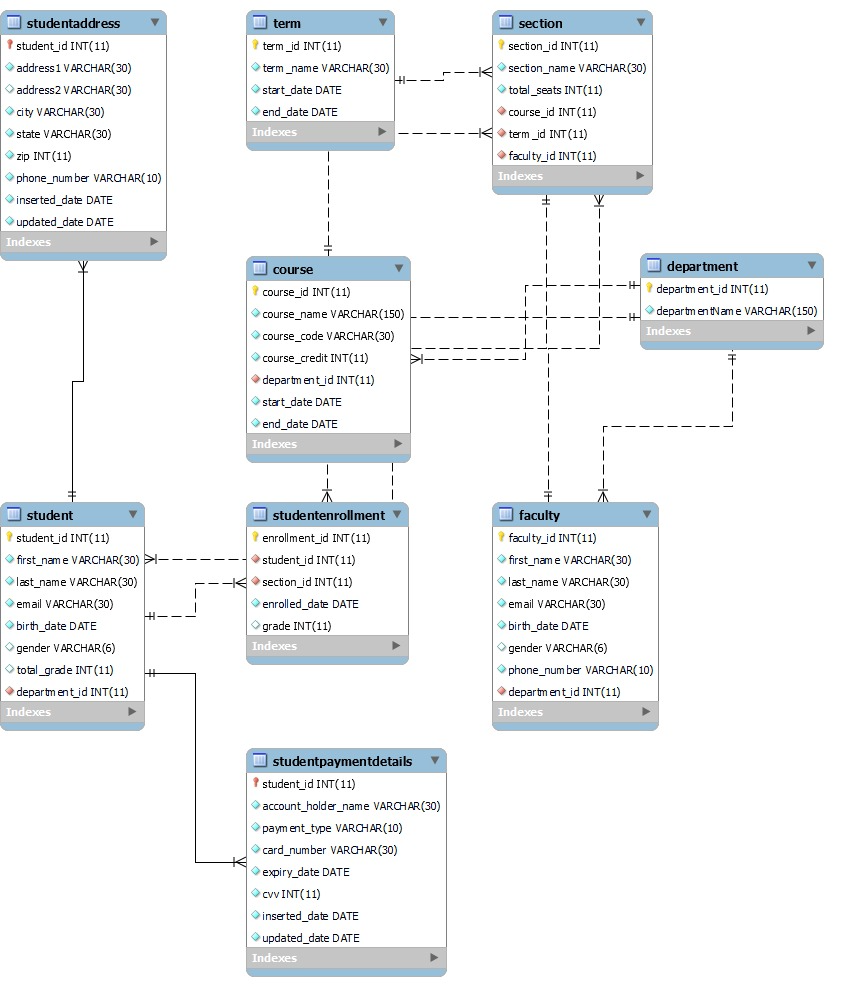 studentaddress
student_id INT(11)
address1 VARCHAR(30)
address2 VARCHAR(30)
city VARCHAR(30)
state VARCHAR(30)
zip INT(11)
phone_number VARCHAR(10)
inserted_date DATE
updated_date DATE
Indexes
term
term_id INT(11)
term_name VARCHAR(30)
start_date DATE
end_date DATE
Indexes
section
section_id INT(11)
section_name VARCHAR(30)
total_seats INT(11)
course_id INT(11)
term_id INT(11)
faculty_id INT(11)
Indexes
course
course_id INT(11)
course_name VARCHAR(150)
course_code VARCHAR(30)
course_credit INT(11)
department_id INT(11)
start_date DATE
end_date DATE
Indexes
department
department_id INT(11)
departmentName VARCHAR(150)
Indexes
student
student_id INT(11)
first_name VARCHAR(30)
last_name VARCHAR(30)
email VARCHAR(30)
birth_date DATE
gender VARCHAR(6)
total_grade INT(11)
department_id INT(11)
Indexes
studentenrollment
enrollment_id INT(11)
student_id INT(11)
section_id INT(11)
enrolled_date DATE
grade INT(11)
Indexes
faculty
faculty_id INT(11)
first_name VARCHAR(30)
last_name VARCHAR(30)
email VARCHAR(30)
birth_date DATE
gender VARCHAR(6)
phone_number VARCHAR(10)
department_id INT(11)
Indexes
studentpaymentdetails
student_id INT(11)
account_holder_name VARCHAR(30)
payment_type VARCHAR(10)
card_number VARCHAR(30)
expiry_date DATE
cvv INT(11)
inserted_date DATE
updated_date DATE
Indexes